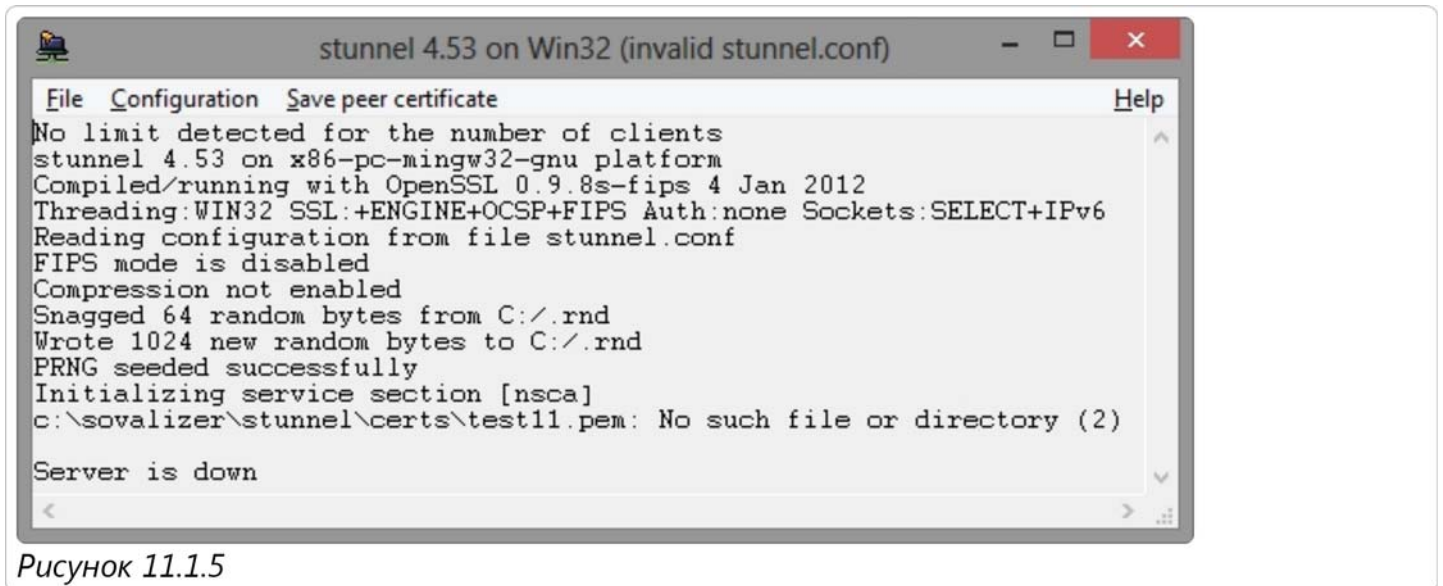 stunnel 4.53 on Win32 (invalid stunnel.conf)
File Configuration Save peer certificate Help
No limit detected for the number of clients
stunnel 4.53 on x86-pc-mingw32-gnu platform
Compiled/running with OpenSSL 0.9.8s-fips 4 Jan 2012
Threading:WIN32 SSL:+ENGINE+OCSP+FIPS Auth:none Sockets:SELECT+IPv6
Reading configuration from file stunnel.conf
FIPS mode is disabled
Compression not enabled
Snagged 64 random bytes from C:/.rnd
Wrote 1024 new random bytes to C:/.rnd
PRNG seeded successfully
Initializing service section [nsca]
c:\sovalizer\stunnel\certs\test11.pem: No such file or directory (2)
Server is down
Рисунок 11.1.5